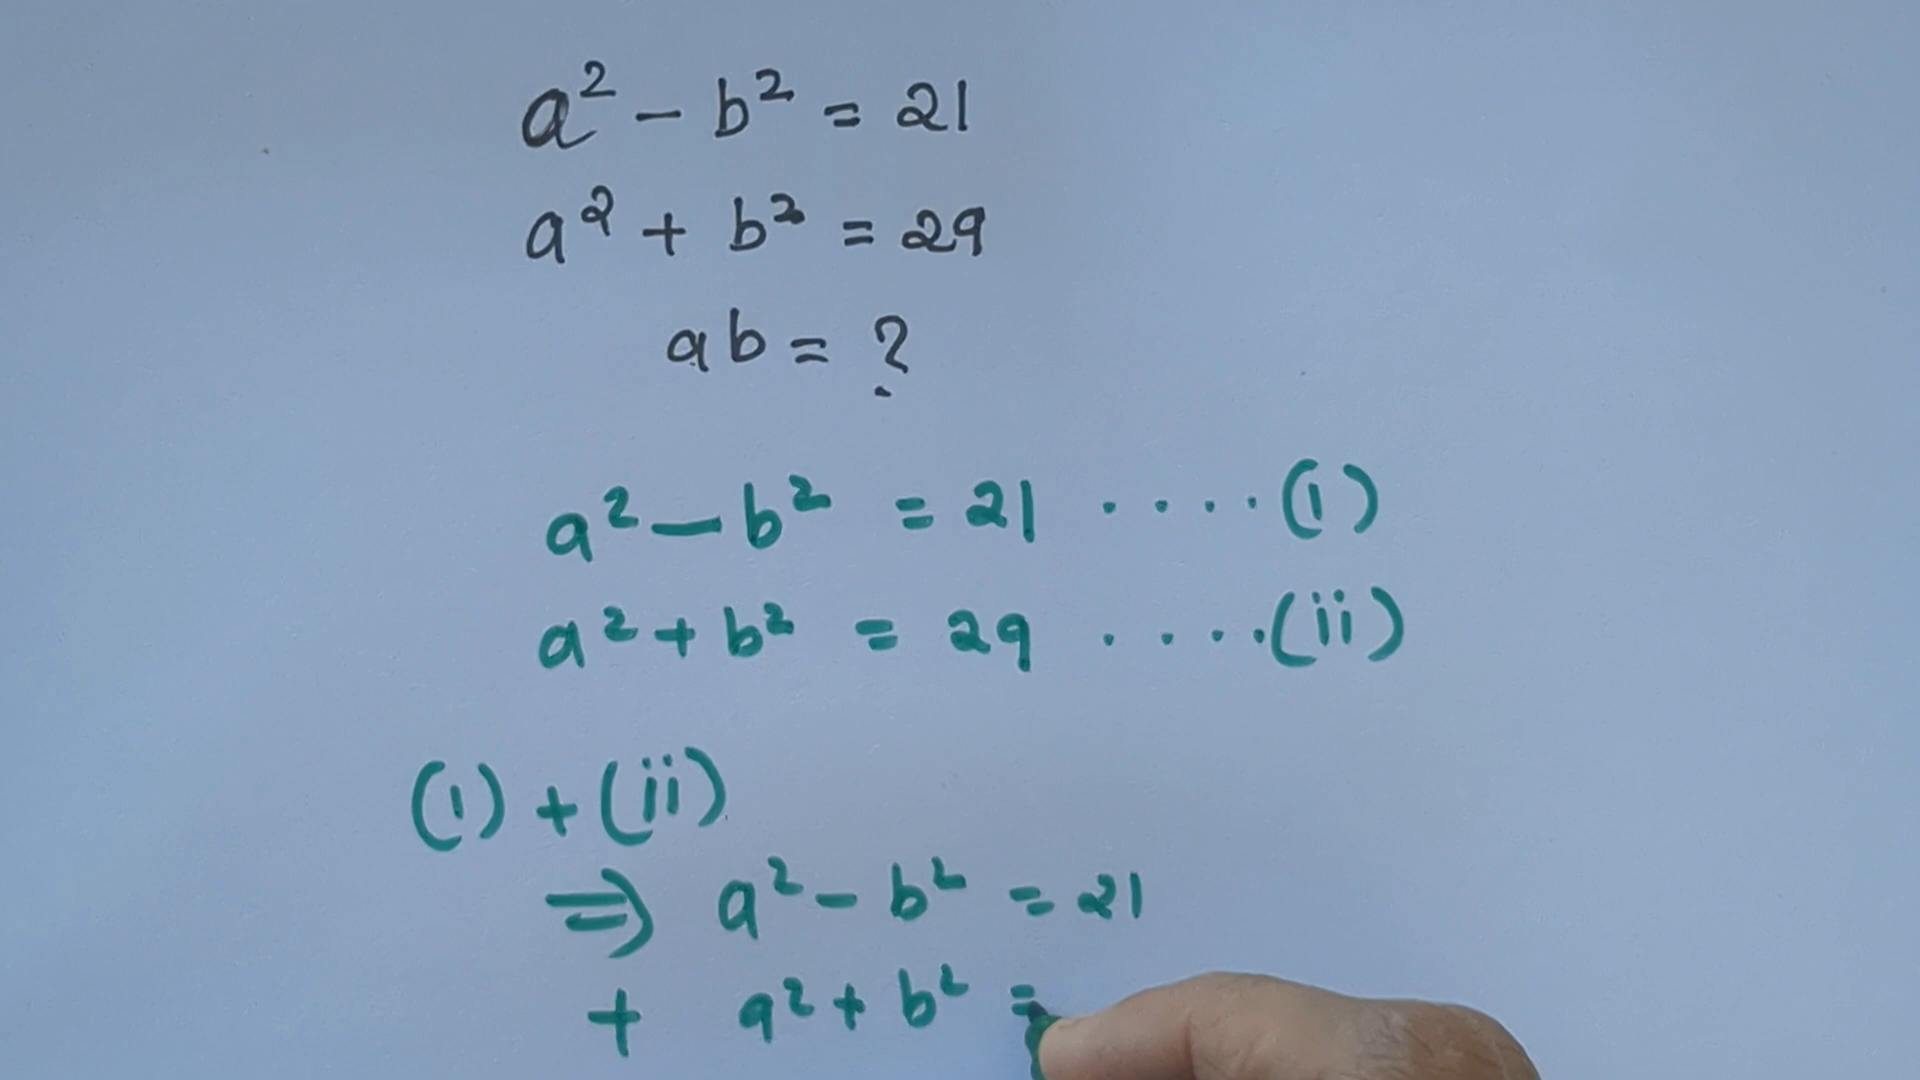 a² - b² = 21
a² + b² = 29
ab = ?
a² - b² = 21 ....(i)
a² + b² = 29 ....(ii)
(i) + (ii)
⇒ a² - b² = 21
+ a² + b² =